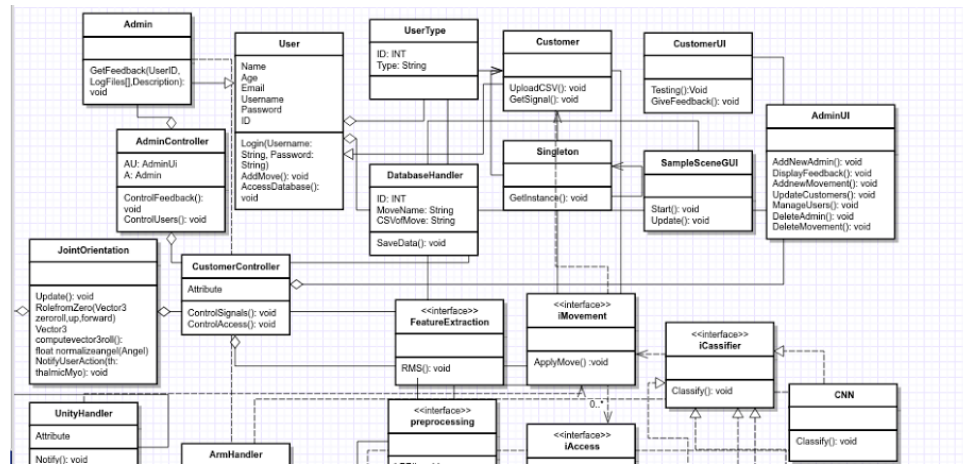 Admin
GetFeedback(UserID,
LogFiles[],Description):
void
User
Name
Age
Email
Username
Password
ID
Login(Username:
String, Password:
String)
AddMove(): void
AccessDatabase():
void
UserType
ID: INT
Type: String
Customer
UploadCSV(): void
GetSignal(): void
CustomerUI
Testing():Void
GiveFeedback(): void
AdminUI
AddNewAdmin(): void
DisplayFeedback(): void
AddnewMovement(): void
UpdateCustomers(): void
ManageUsers(): void
DeleteAdmin(): void
DeleteMovement(): void
AdminController
AU: AdminUi
A: Admin
ControlFeedback():
void
ControlUsers(): void
DatabaseHandler
ID: INT
MoveName: String
CSVofMove: String
SaveData(): void
Singleton
GetInstance(): void
SampleSceneGUI
Start(): void
Update(): void
JointOrientation
Update(): void
RolefromZero(Vector3
zeroroll,up,forward)
Vector3
computevector3roll():
float normalizeangel(Angel)
NotifyUserAction(th:
thalmicMyo): void
CustomerController
Attribute
ControlSignals(): void
ControlAccess(): void
<<interface>>
FeatureExtraction
RMS(): void
<<interface>>
iMovement
ApplyMove() :void
<<interface>>
iCassifier
Classify(): void
CNN
Classify(): void
0..*
UnityHandler
Attribute
Notify(): void
ArmHandler
<<interface>>
preprocessing
<<interface>>
iAccess